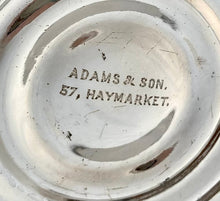 ADAMS & SON.
57, HAYMARKET.